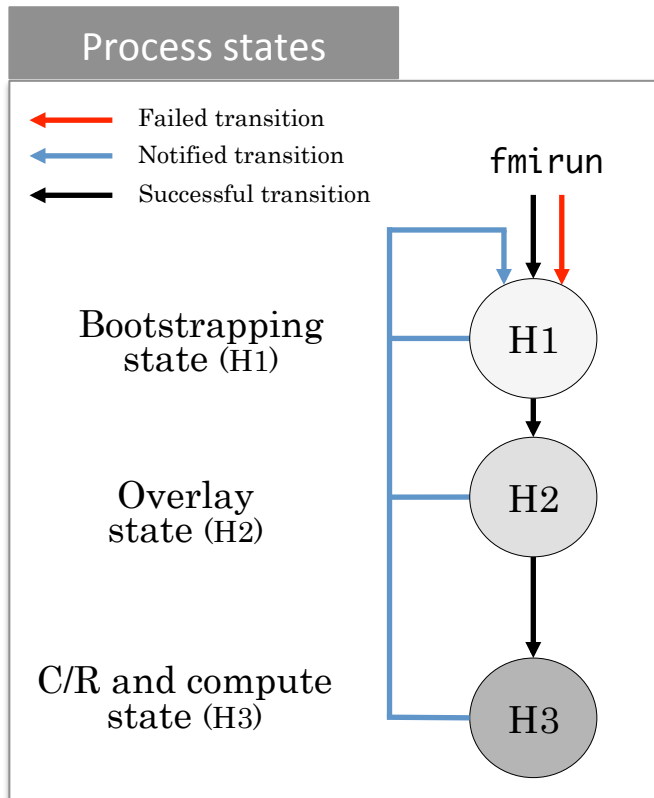 Process states
Failed transition
Notified transition
Successful transition
fmirun
Bootstrapping
state (H1)
H1
Overlay
state (H2)
H2
C/R and compute
state (H3)
H3